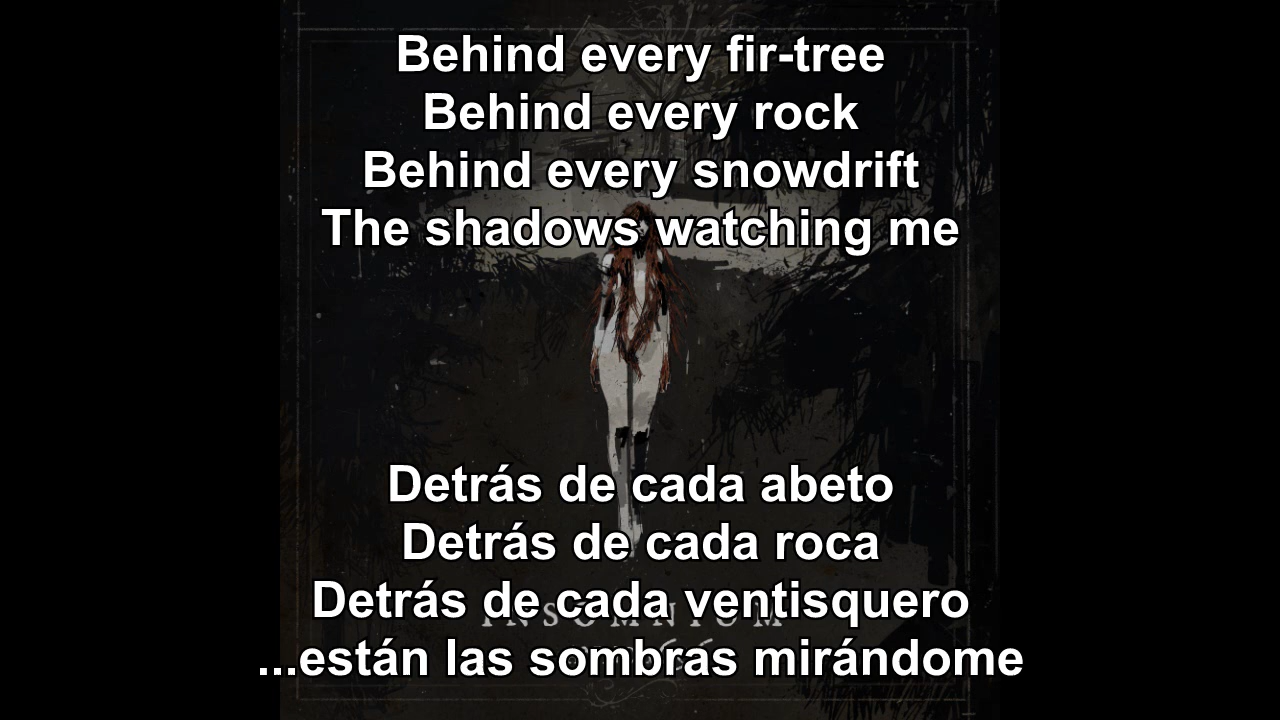 Behind every fir-tree
Behind every rock
Behind every snowdrift
The shadows watching me
Detrás de cada abeto
Detrás de cada roca
Detrás de cada ventisquero
INSOMNIUM
...están las sombras mirándome